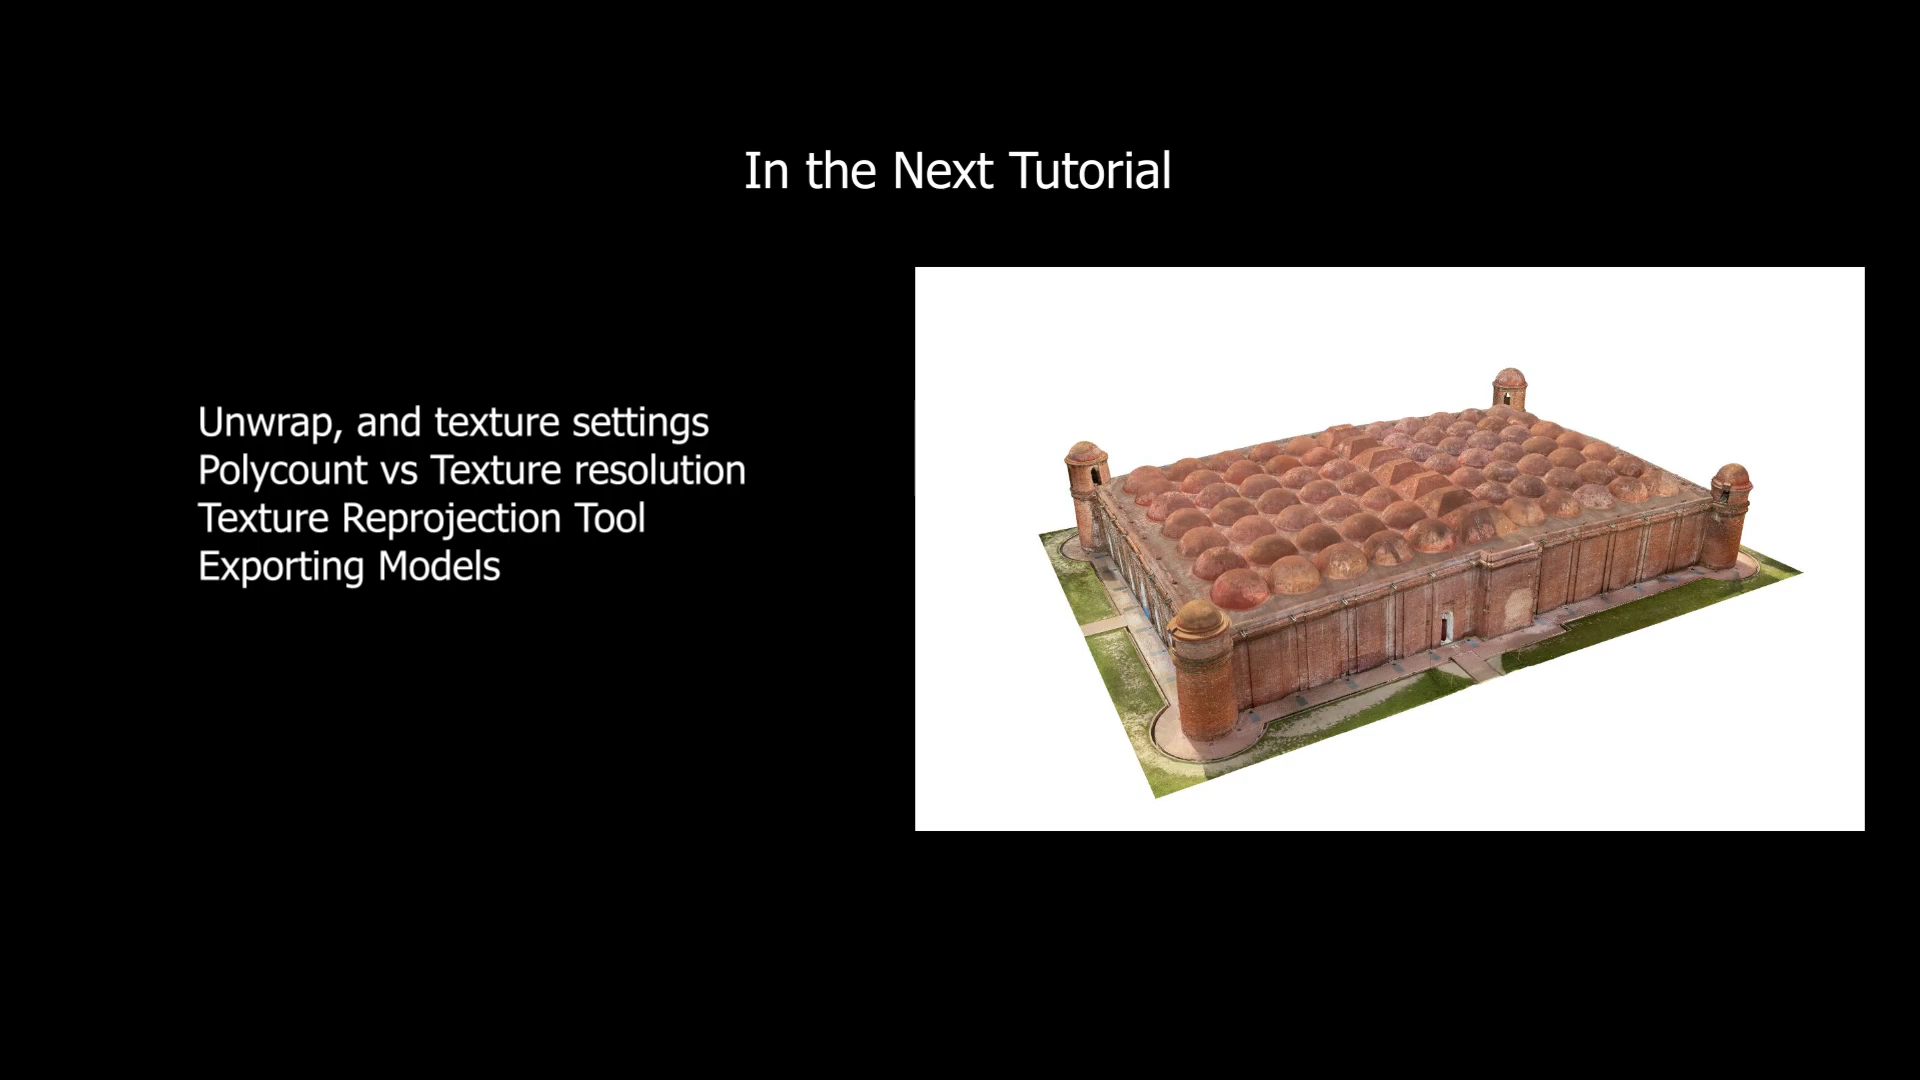 In the Next Tutorial
Unwrap, and texture settings
Polycount vs Texture resolution
Texture Reprojection Tool
Exporting Models